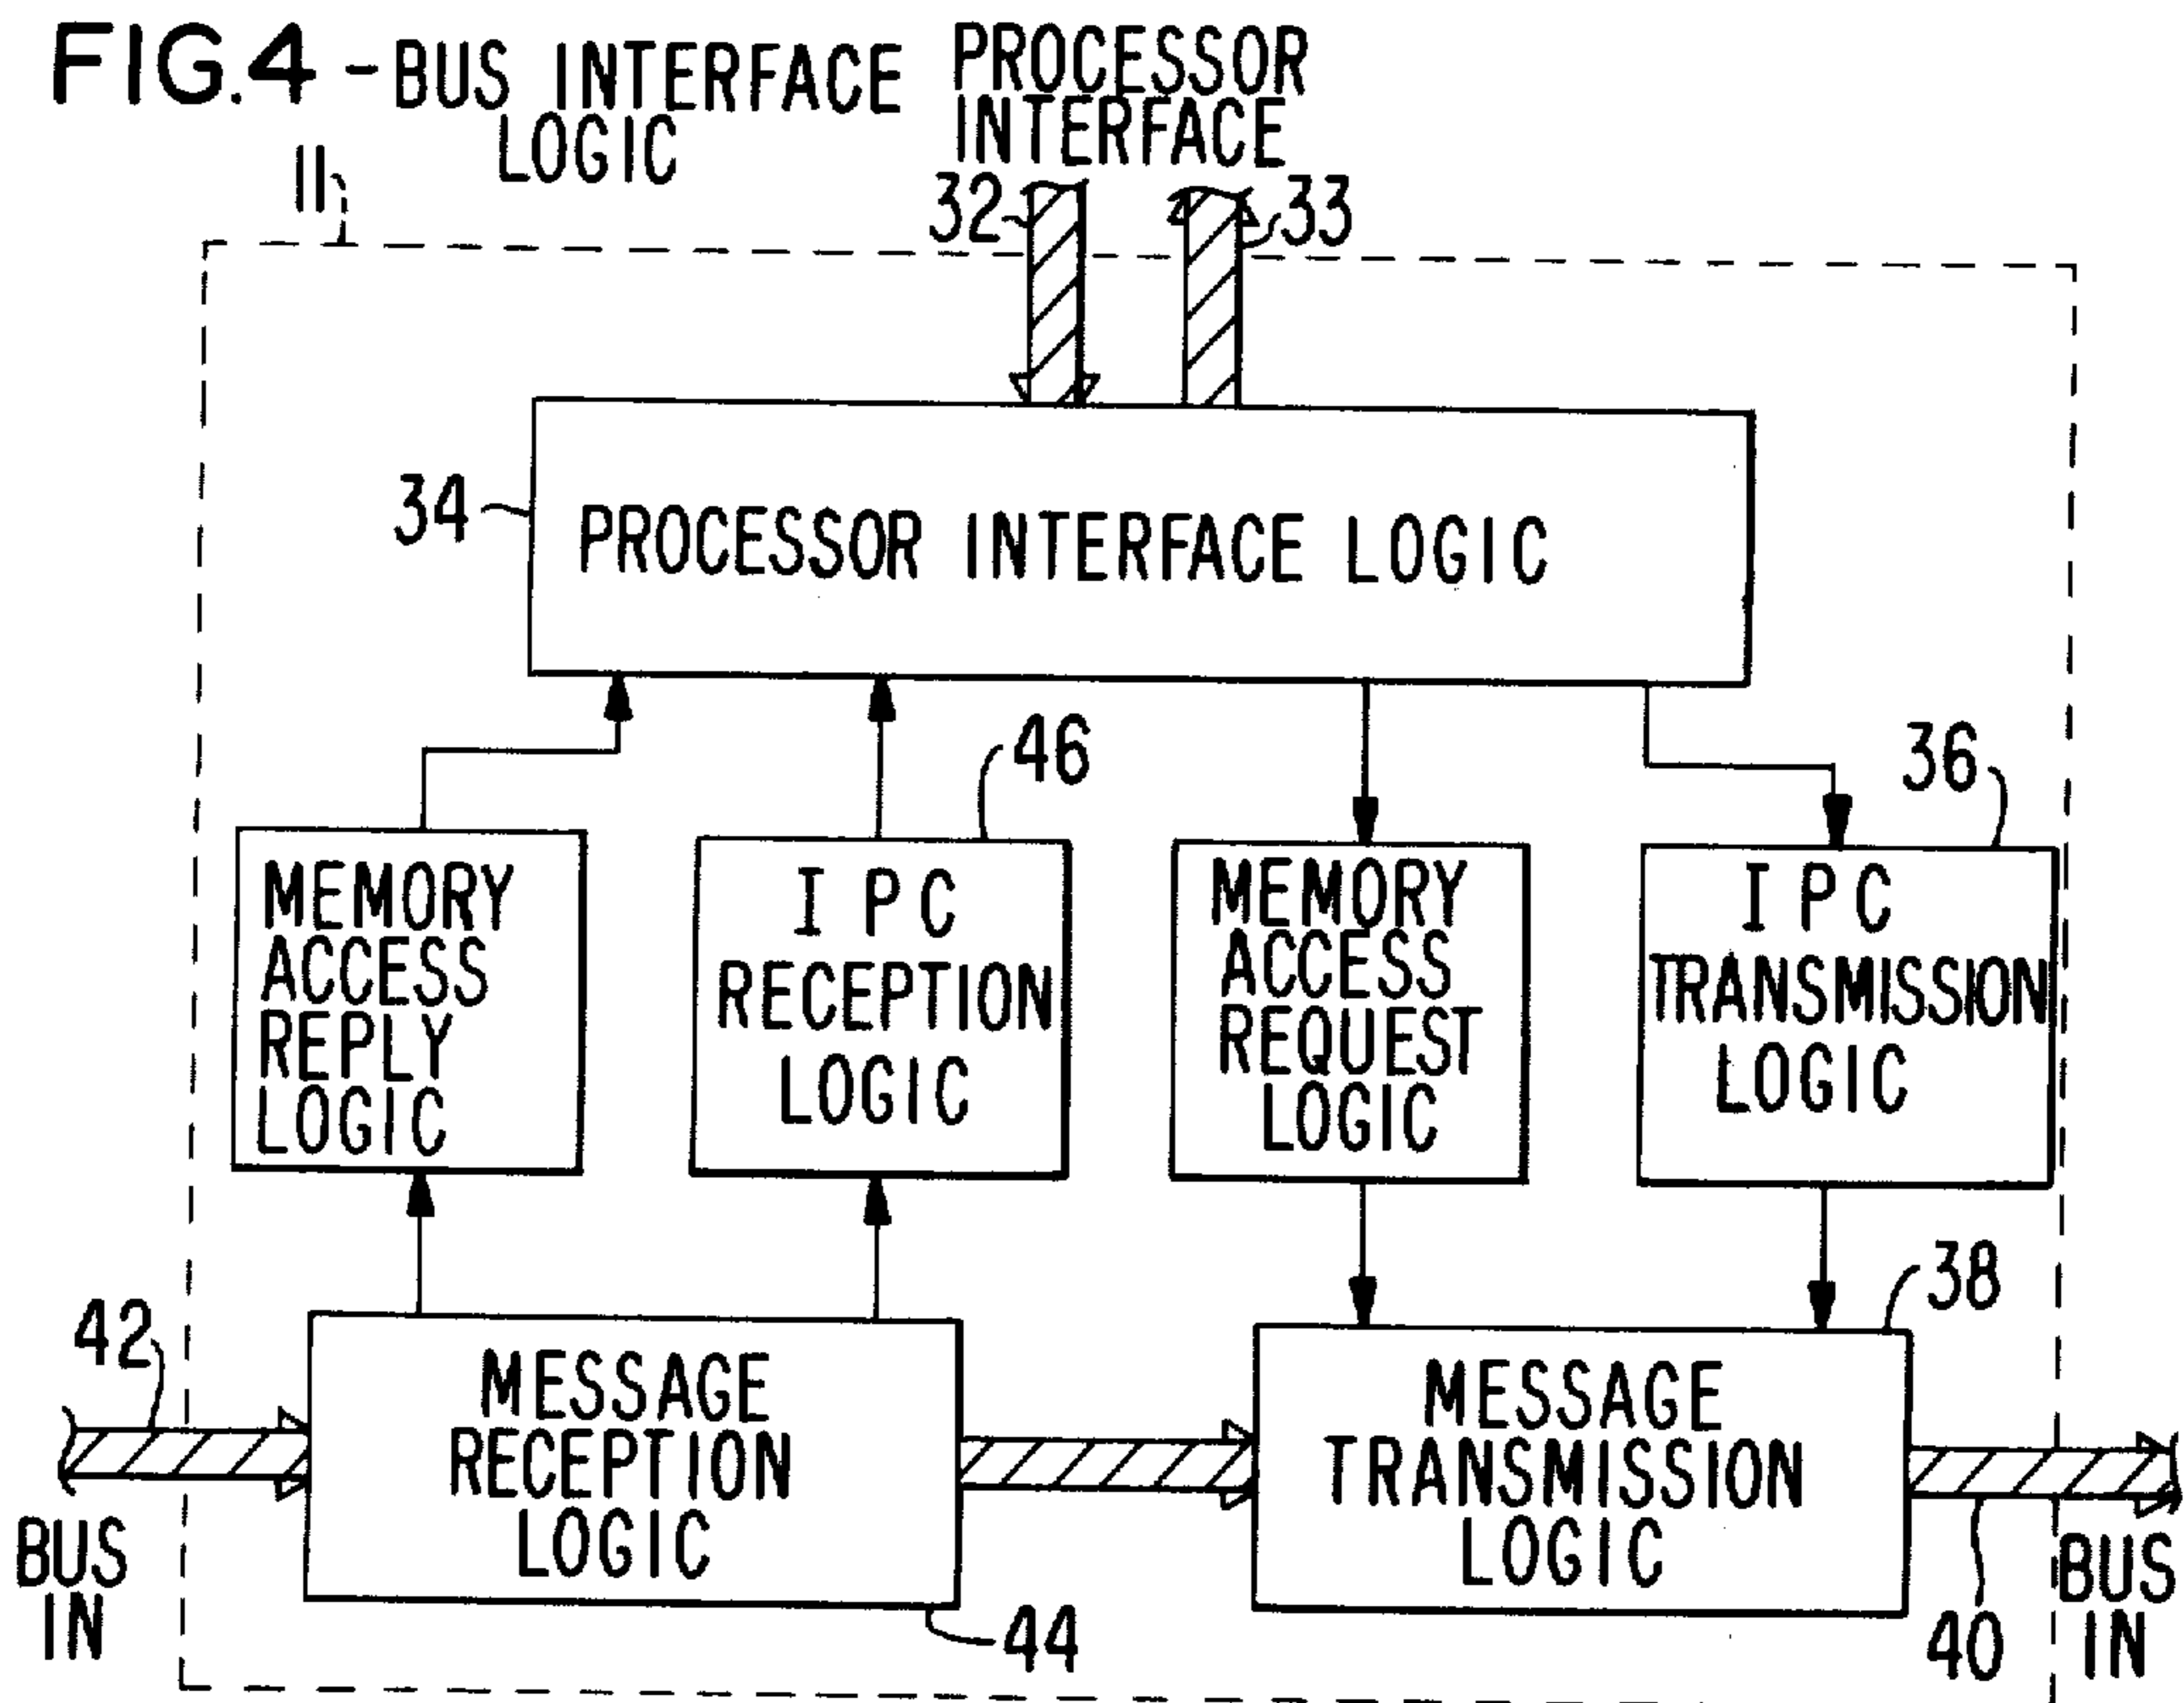 FIG.4 - BUS INTERFACE
LOGIC
PROCESSOR
INTERFACE
11
32
33
34
PROCESSOR INTERFACE LOGIC
46
36
MEMORY
ACCESS
REPLY
LOGIC
I P C
RECEPTION
LOGIC
MEMORY
ACCESS
REQUEST
LOGIC
I P C
TRANSMISSION
LOGIC
42
38
MESSAGE
RECEPTION
LOGIC
MESSAGE
TRANSMISSION
LOGIC
BUS
IN
44
40
BUS
IN